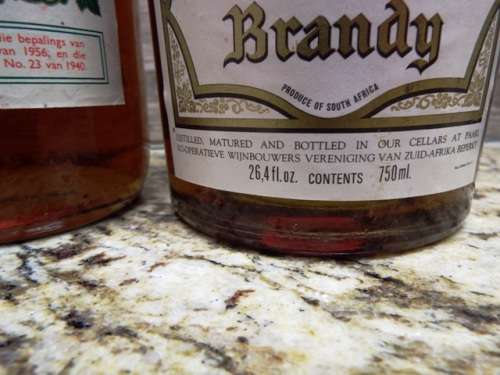 ie bepalings van
van 1956, en die
No. 23 van 1940
Brandy
PRODUCE OF SOUTH AFRICA
DISTILLED, MATURED AND BOTTLED IN OUR CELLARS AT PAARL
KO-OPERATIEVE WIJNBOUWERS VERENIGING VAN ZUID-AFRIKA BEPERKT
26,4 fl.oz. CONTENTS 750ml.